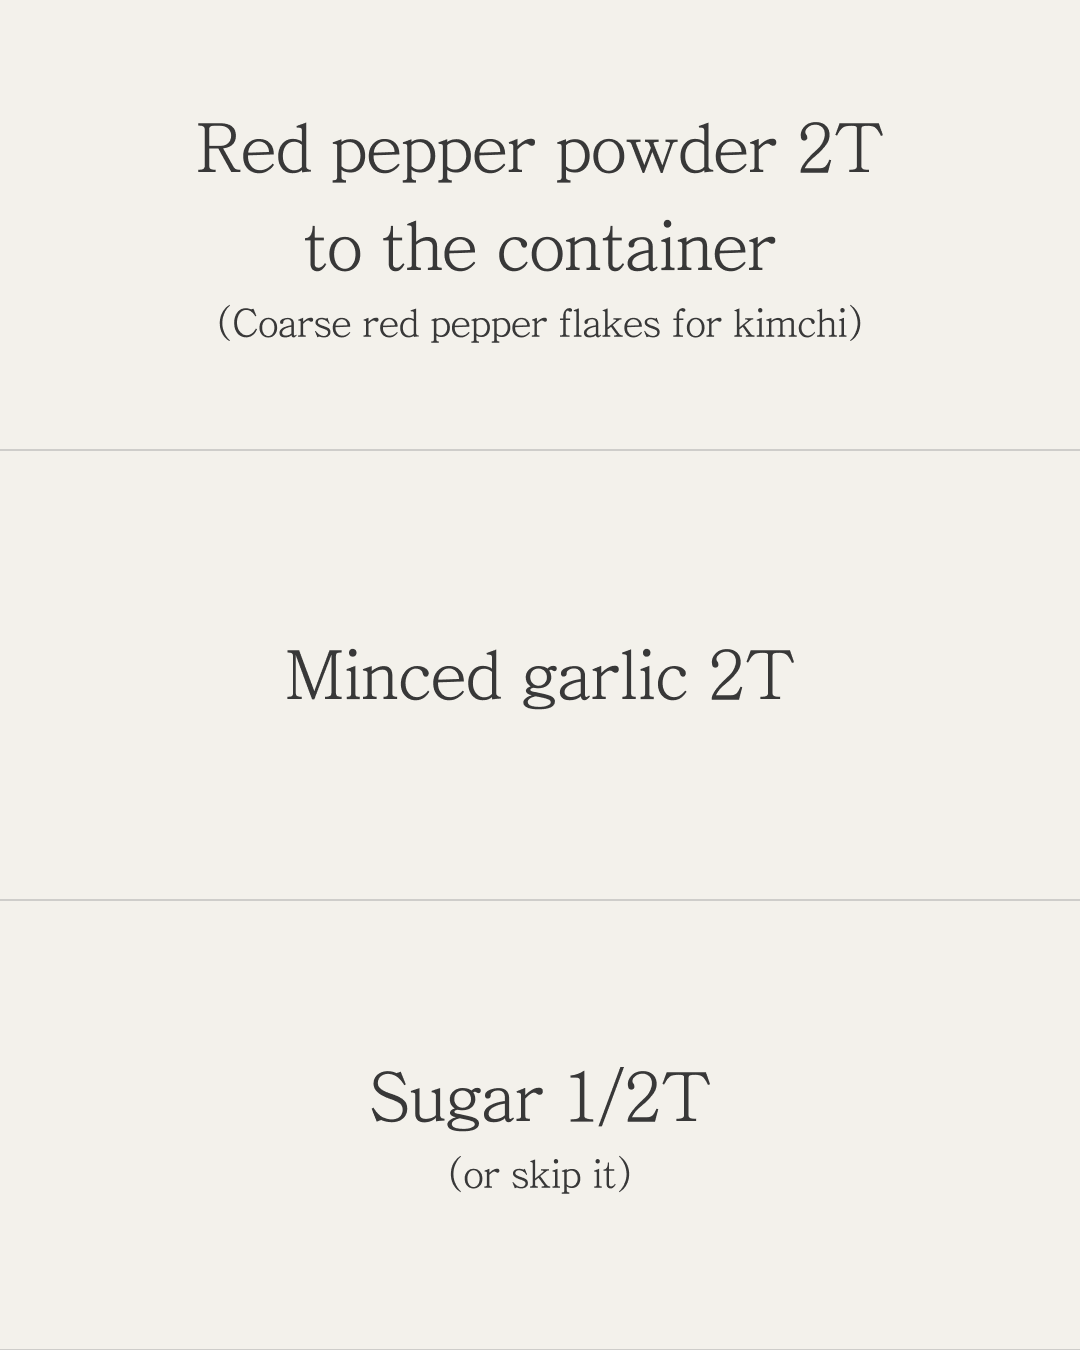 Red pepper powder 2T
to the container
(Coarse red pepper flakes for kimchi)
Minced garlic 2T
Sugar 1/2T
(or skip it)